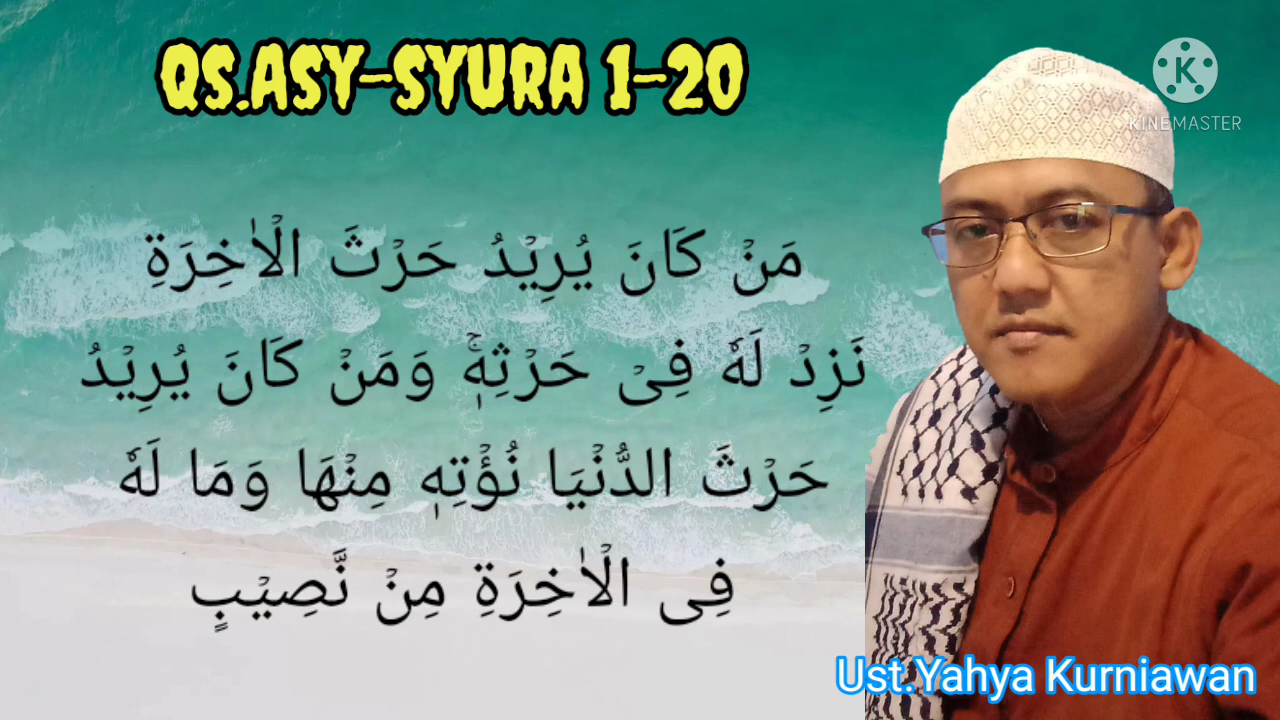 QS.ASY-SYURA 1-20
KINEMASTER
مَنْ كَانَ يُرِيْدُ حَرْثَ الْاٰخِرَةِ
نَزِدْ لَهٗ فِىْ حَرْثِهٖۚ وَمَنْ كَانَ يُرِيْدُ
حَرْثَ الدُّنْيَا نُؤْتِهٖ مِنْهَا وَمَا لَهٗ
فِى الْاٰخِرَةِ مِنْ نَّصِيْبٍ
Ust.Yahya Kurniawan